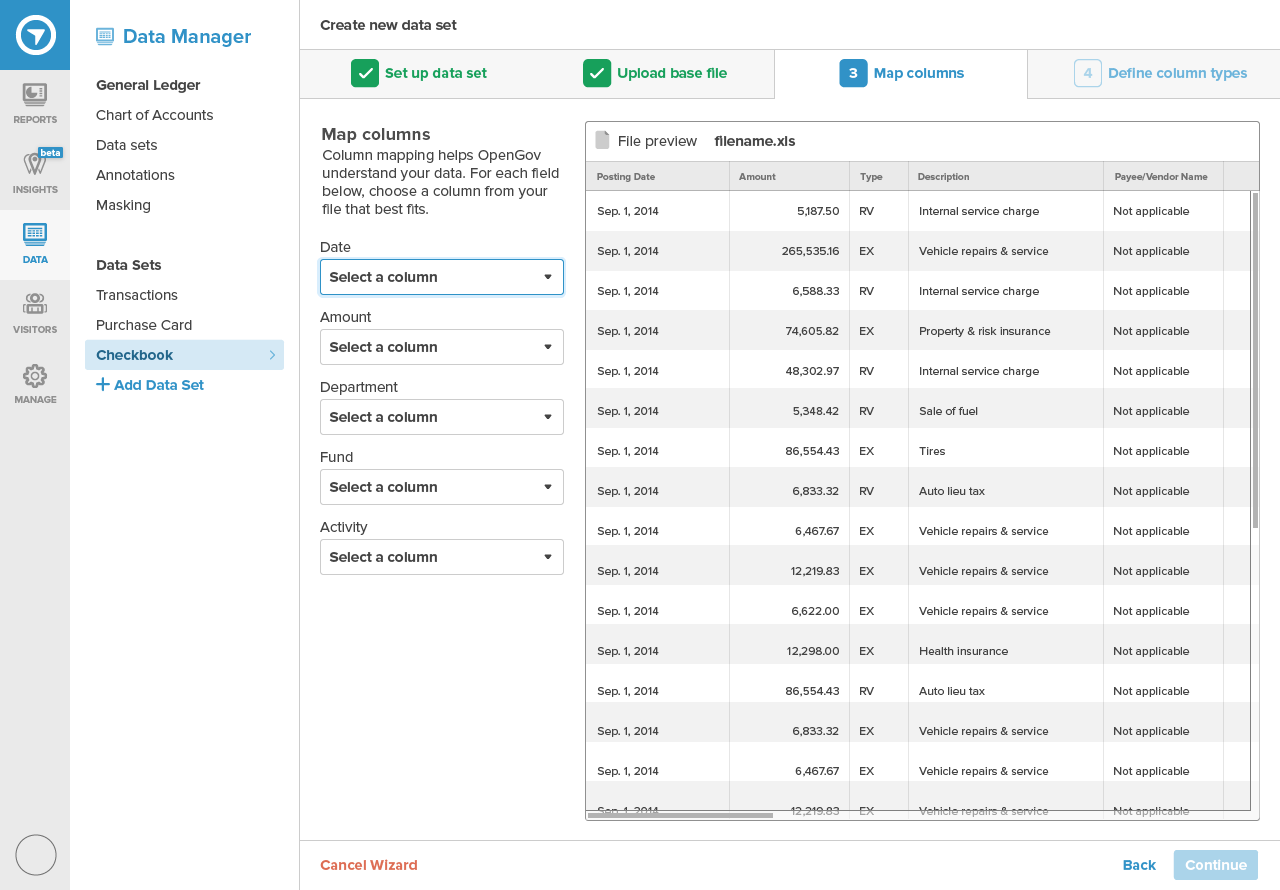 REPORTS
beta
INSIGHTS
DATA
VISITORS
MANAGE
Data Manager
General Ledger
Chart of Accounts
Data sets
Annotations
Masking
Data Sets
Transactions
Purchase Card
Checkbook
Add Data Set
Create new data set
Set up data set
Upload base file
3 Map columns
4 Define column types
Map columns
Column mapping helps OpenGov
understand your data. For each field
below, choose a column from your
file that best fits.
Date
Select a column
Amount
Select a column
Department
Select a column
Fund
Select a column
Activity
Select a column
File preview filename.xls
Posting Date Amount Type Description Payee/Vendor Name
Sep. 1, 2014 5,187.50 RV Internal service charge Not applicable
Sep. 1, 2014 265,535.16 EX Vehicle repairs & service Not applicable
Sep. 1, 2014 6,588.33 RV Internal service charge Not applicable
Sep. 1, 2014 74,605.82 EX Property & risk insurance Not applicable
Sep. 1, 2014 48,302.97 RV Internal service charge Not applicable
Sep. 1, 2014 5,348.42 RV Sale of fuel Not applicable
Sep. 1, 2014 86,554.43 EX Tires Not applicable
Sep. 1, 2014 6,833.32 RV Auto lieu tax Not applicable
Sep. 1, 2014 6,467.67 EX Vehicle repairs & service Not applicable
Sep. 1, 2014 12,219.83 EX Vehicle repairs & service Not applicable
Sep. 1, 2014 6,622.00 EX Vehicle repairs & service Not applicable
Sep. 1, 2014 12,298.00 EX Health insurance Not applicable
Sep. 1, 2014 86,554.43 RV Auto lieu tax Not applicable
Sep. 1, 2014 6,833.32 EX Vehicle repairs & service Not applicable
Sep. 1, 2014 6,467.67 EX Vehicle repairs & service Not applicable
Sep. 1, 2014 12,219.83 EX Vehicle repairs & service Not applicable
Cancel Wizard
Back
Continue